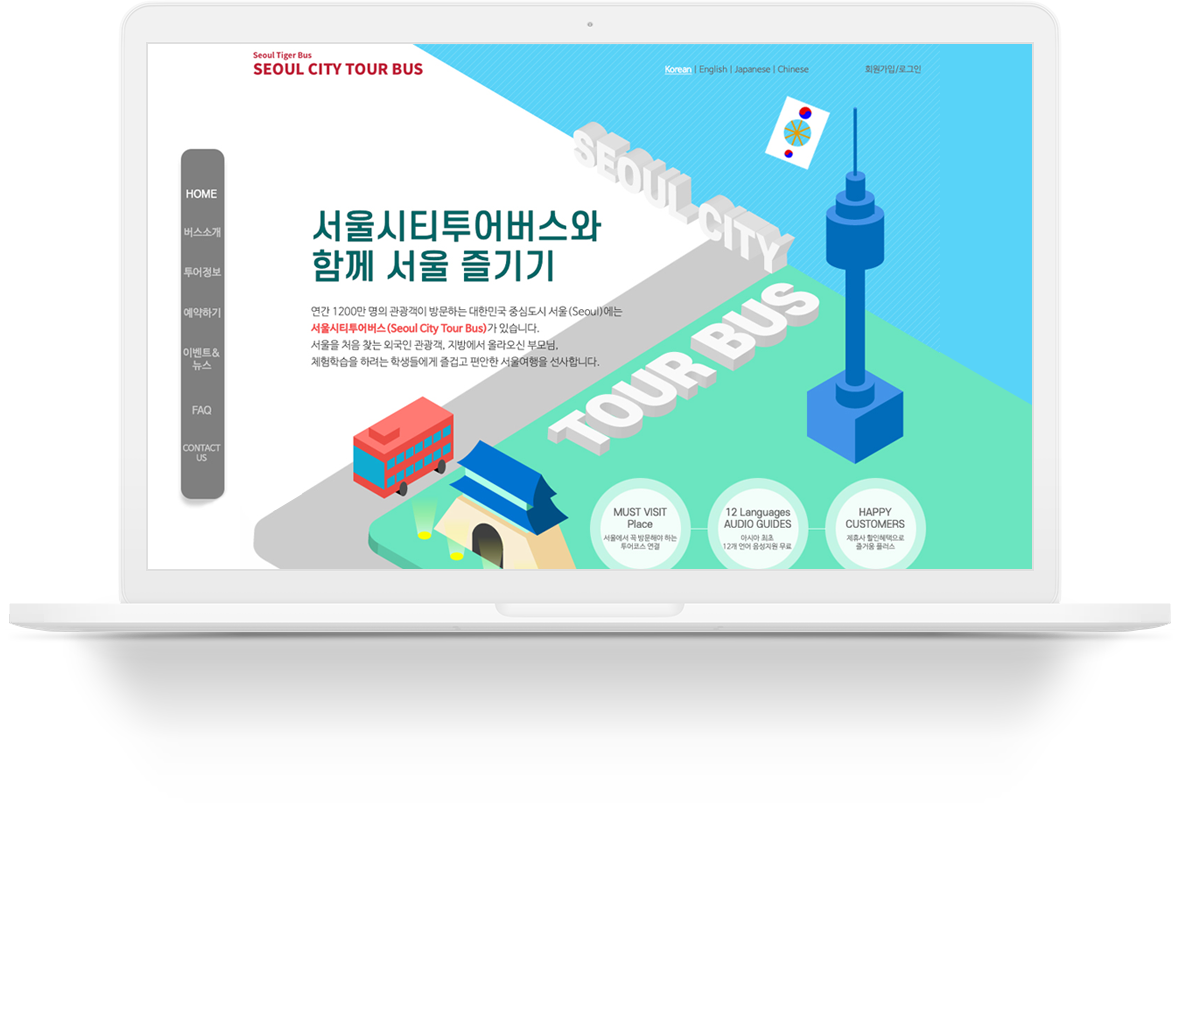 Seoul Tiger Bus
SEOUL CITY TOUR BUS
Korean | English | Japanese | Chinese
회원가입/로그인
HOME
버스소개
투어정보
예약하기
이벤트&
뉴스
FAQ
CONTACT
US
SEOUL CITY
TOUR BUS
서울시티투어버스와
함께 서울 즐기기
연간 1200만 명의 관광객이 방문하는 대한민국 중심도시 서울(Seoul)에는
서울시티투어버스(Seoul City Tour Bus)가 있습니다.
서울을 처음 찾는 외국인 관광객, 지방에서 올라오신 부모님,
체험학습을 하려는 학생들에게 즐겁고 편안한 서울여행을 선사합니다.
MUST VISIT
Place
서울에서 꼭 방문해야 하는
투어코스 연결
12 Languages
AUDIO GUIDES
아시아 최초
12개 언어 음성지원 무료
HAPPY
CUSTOMERS
제휴사 할인혜택으로
즐거움 플러스